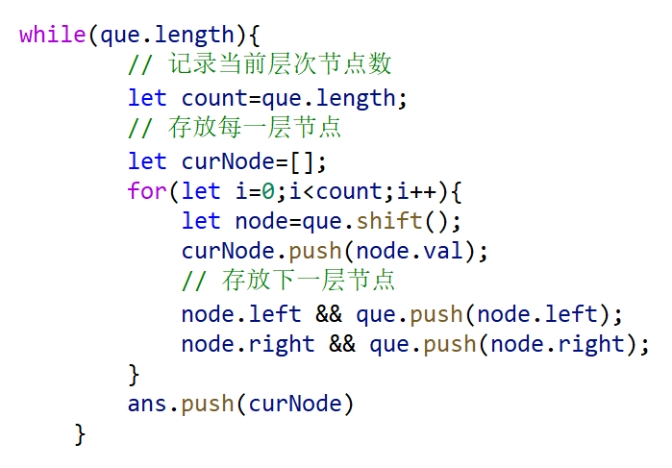 while(que.length){
// 记录当前层次节点数
let count=que.length;
// 存放每一层节点
let curNode=[];
for(let i=0;i<count;i++){
let node=que.shift();
curNode.push(node.val);
// 存放下一层节点
node.left && que.push(node.left);
node.right && que.push(node.right);
}
ans.push(curNode)
}